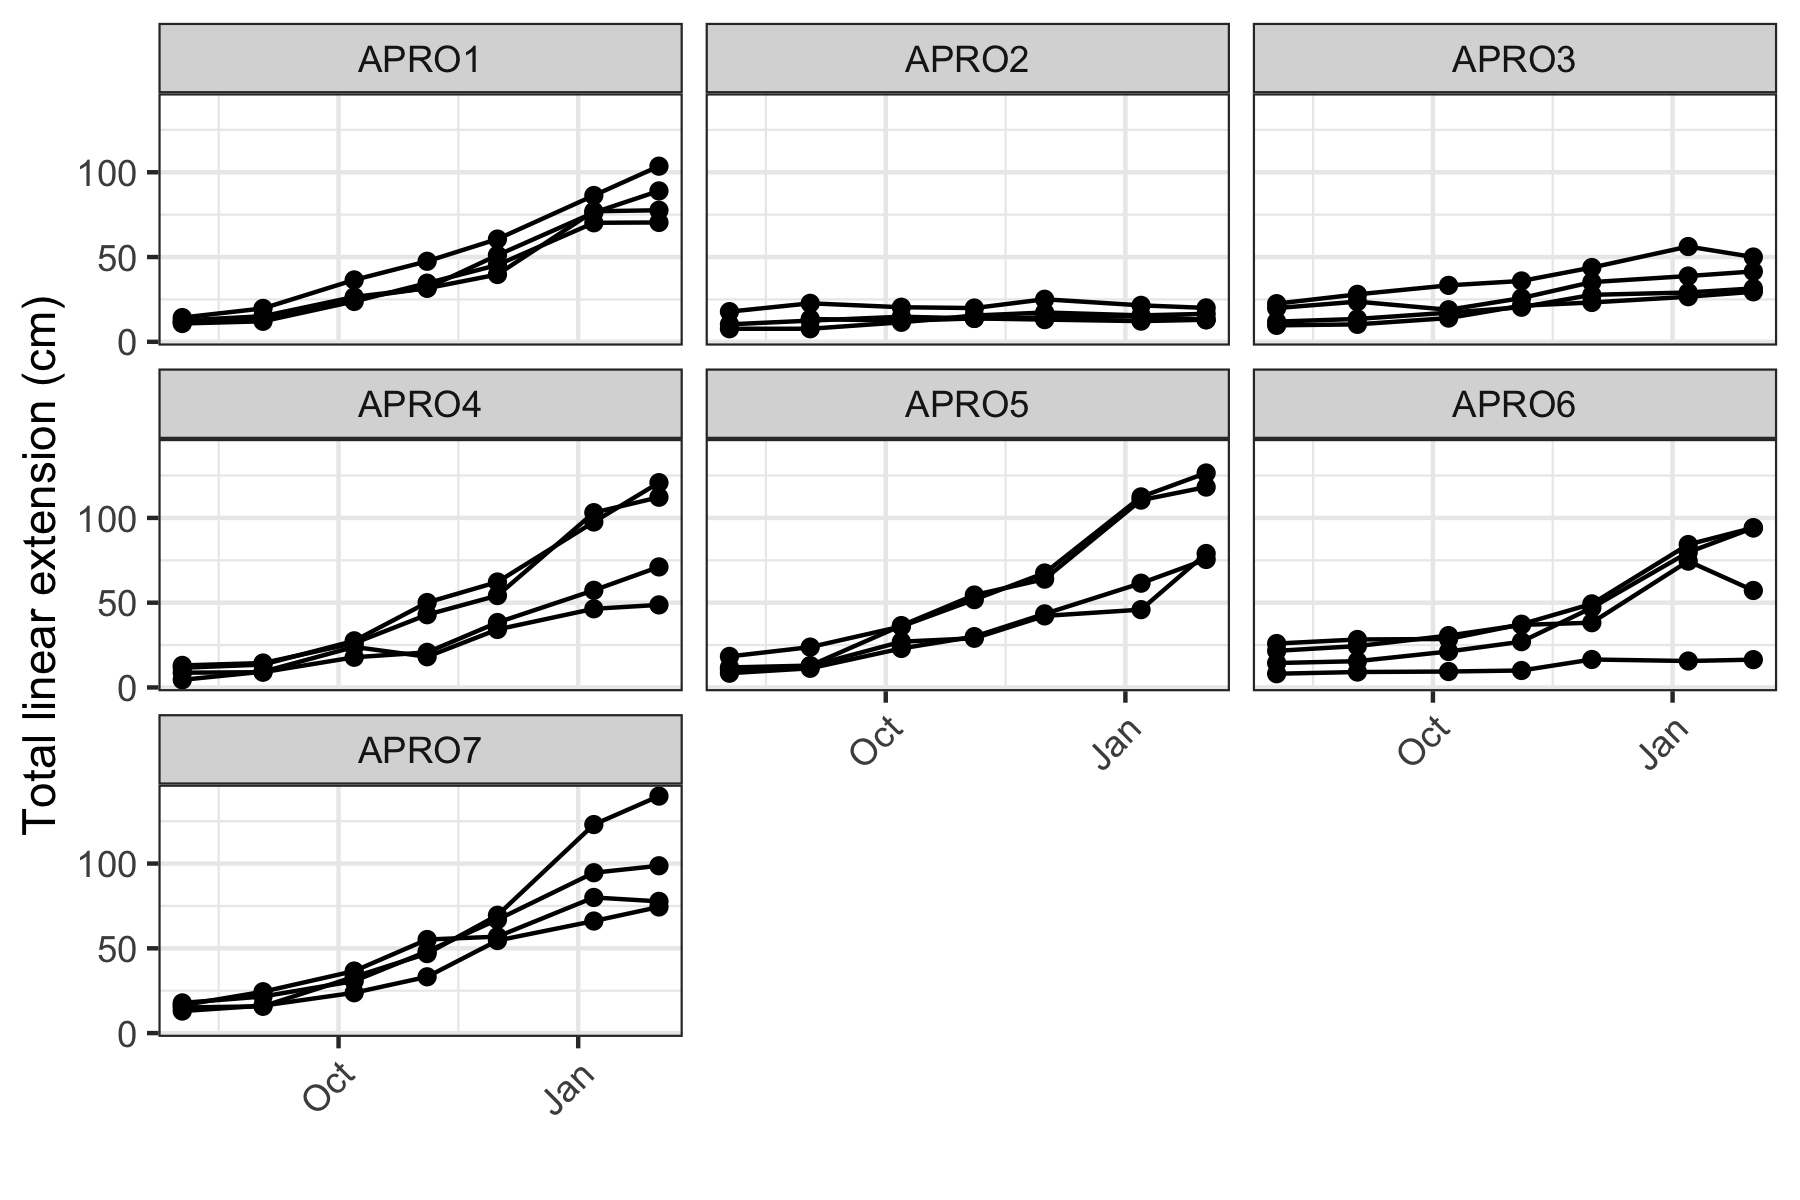 APRO1 APRO2 APRO3
100
50
0
APRO4 APRO5 APRO6
100
50
0
Oct Jan Oct Jan
APRO7
100
50
0
Oct Jan
Total linear extension (cm)